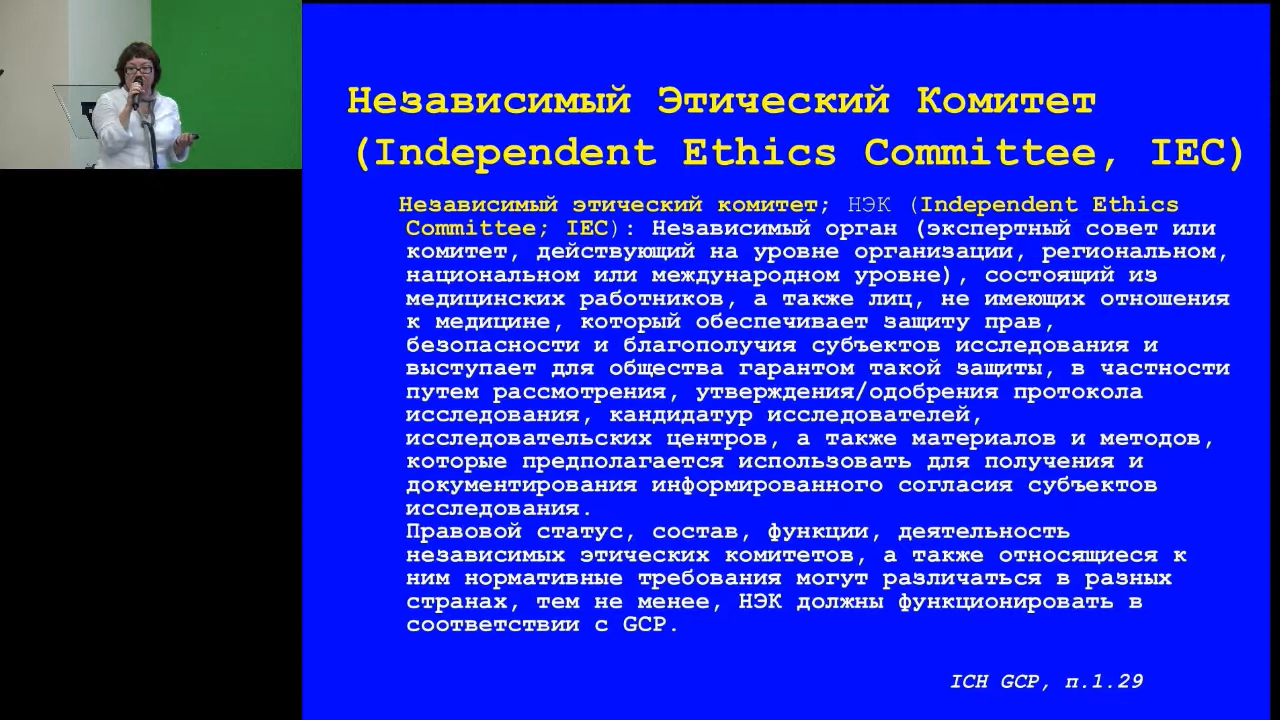 Независимый Этический Комитет
(Independent Ethics Committee, IEC)
Независимый этический комитет; НЭК (Independent Ethics
Committee; IEC): Независимый орган (экспертный совет или
комитет, действующий на уровне организации, региональном,
национальном или международном уровне), состоящий из
медицинских работников, а также лиц, не имеющих отношения
к медицине, который обеспечивает защиту прав,
безопасности и благополучия субъектов исследования и
выступает для общества гарантом такой защиты, в частности
путем рассмотрения, утверждения/одобрения протокола
исследования, кандидатур исследователей,
исследовательских центров, а также материалов и методов,
которые предполагается использовать для получения и
документирования информированного согласия субъектов
исследования.
Правовой статус, состав, функции, деятельность
независимых этических комитетов, а также относящиеся к
ним нормативные требования могут различаться в разных
странах, тем не менее, НЭК должны функционировать в
соответствии с GCP.
ICH GCP, п.1.29